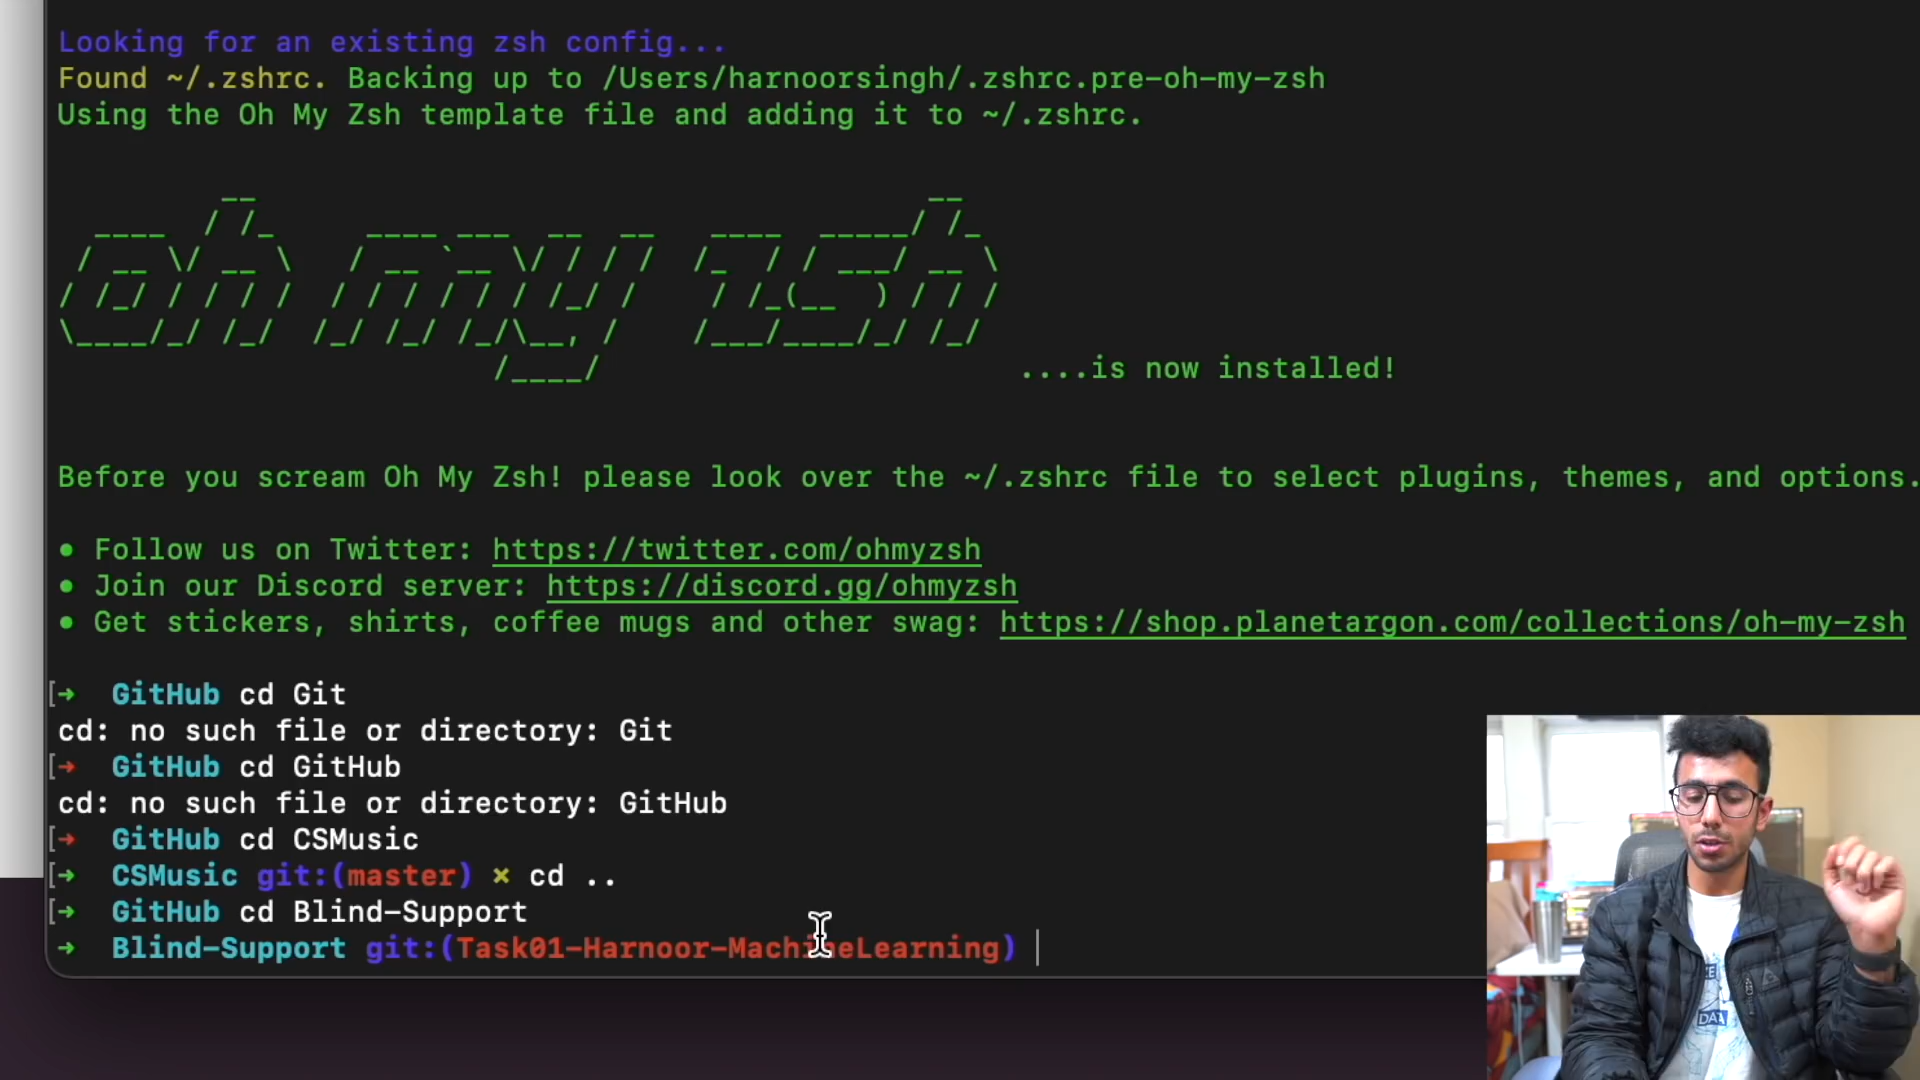 Looking for an existing zsh config...
Found ~/.zshrc. Backing up to /Users/harnoorsingh/.zshrc.pre-oh-my-zsh
Using the Oh My Zsh template file and adding it to ~/.zshrc.
oh my zsh
....is now installed!
Before you scream Oh My Zsh! please look over the ~/.zshrc file to select plugins, themes, and options.
• Follow us on Twitter: https://twitter.com/ohmyzsh
• Join our Discord server: https://discord.gg/ohmyzsh
• Get stickers, shirts, coffee mugs and other swag: https://shop.planetargon.com/collections/oh-my-zsh
[➜ GitHub cd Git
cd: no such file or directory: Git
[➜ GitHub cd GitHub
cd: no such file or directory: GitHub
[➜ GitHub cd CSMusic
[➜ CSMusic git:(master) ✗ cd ..
[➜ GitHub cd Blind-Support
➜ Blind-Support git:(Task01-Harnoor-MachineLearning)
DATA